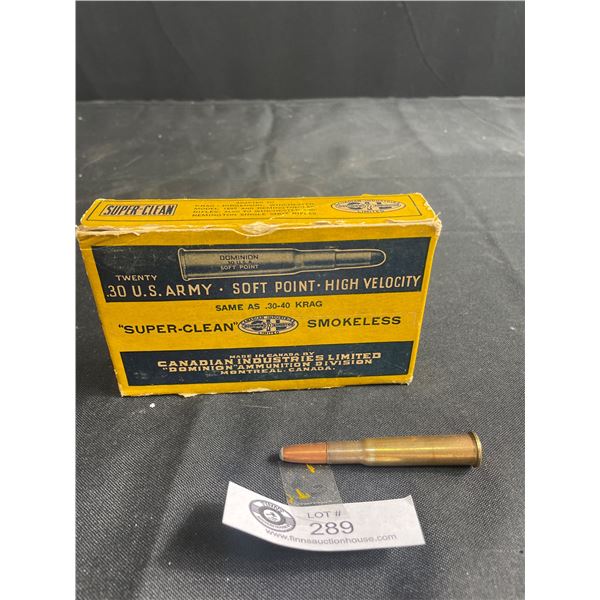 SUPER-CLEAN
DOMINION
.30 U.S.A.
SOFT POINT
TWENTY
.30 U.S. ARMY · SOFT POINT · HIGH VELOCITY
SAME AS .30-40 KRAG
"SUPER-CLEAN" SMOKELESS
MADE IN CANADA BY
CANADIAN INDUSTRIES LIMITED
"DOMINION" AMMUNITION DIVISION
MONTREAL, CANADA.
LOT #
289
www.finnsauctionhouse.com